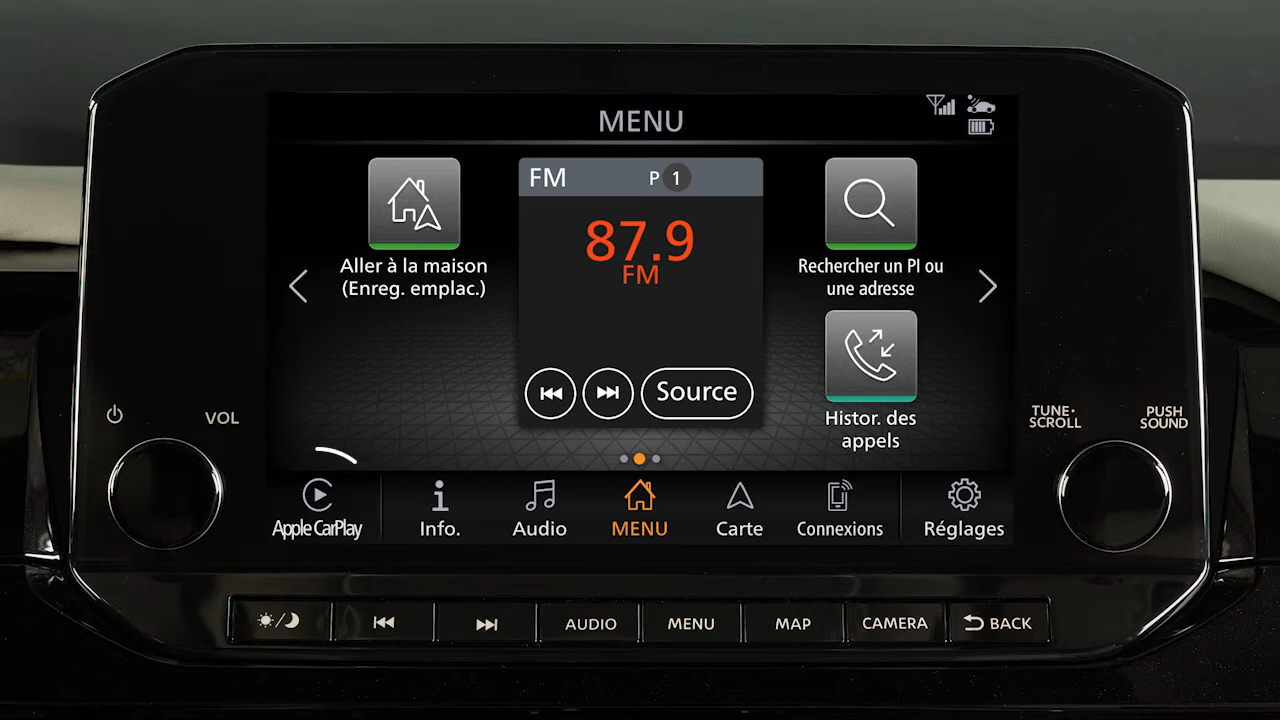 MENU
FM P 1
87.9
FM
Aller à la maison
(Enreg. emplac.)
Rechercher un PI ou
une adresse
Source
Histor. des
appels
VOL
TUNE·
SCROLL
PUSH
SOUND
Apple CarPlay
Info.
Audio
MENU
Carte
Connexions
Réglages
AUDIO
MENU
MAP
CAMERA
BACK